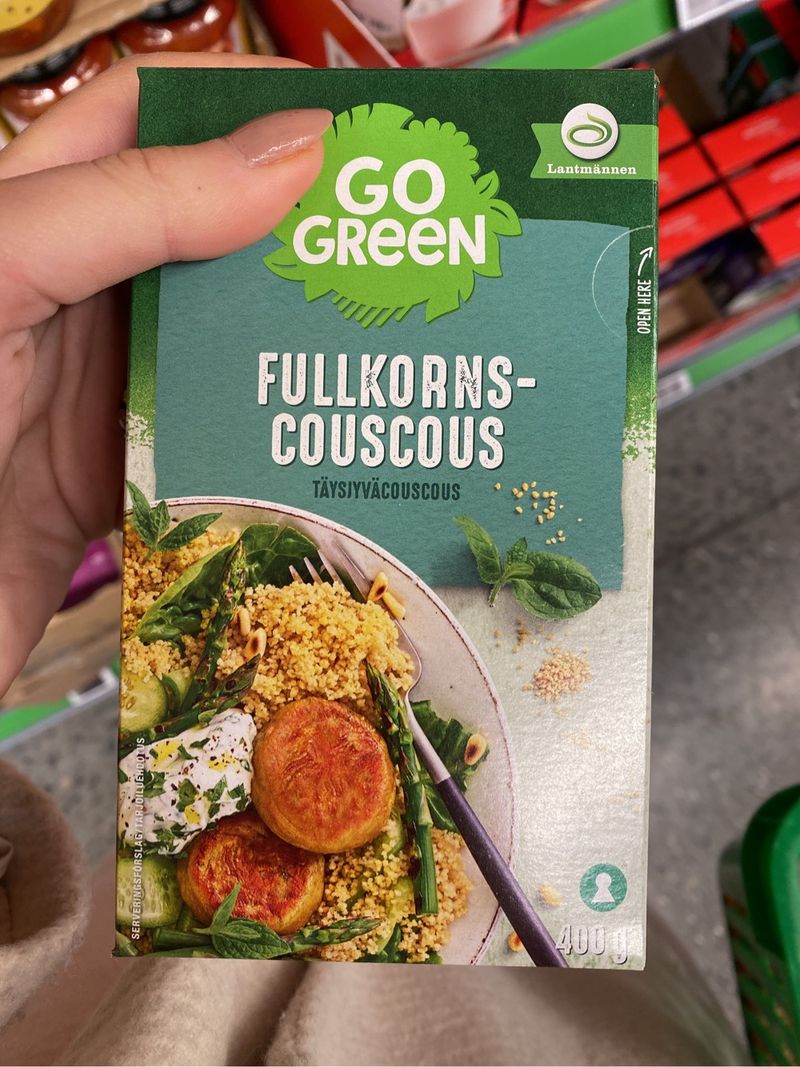 GO
GREEN
Lantmännen
OPEN HERE
FULLKORNS-
COUSCOUS
TÄYSJYVÄCOUSCOUS
SERVERINGSFÖRSLAG/TARJOILUEHDOTUS
400 g